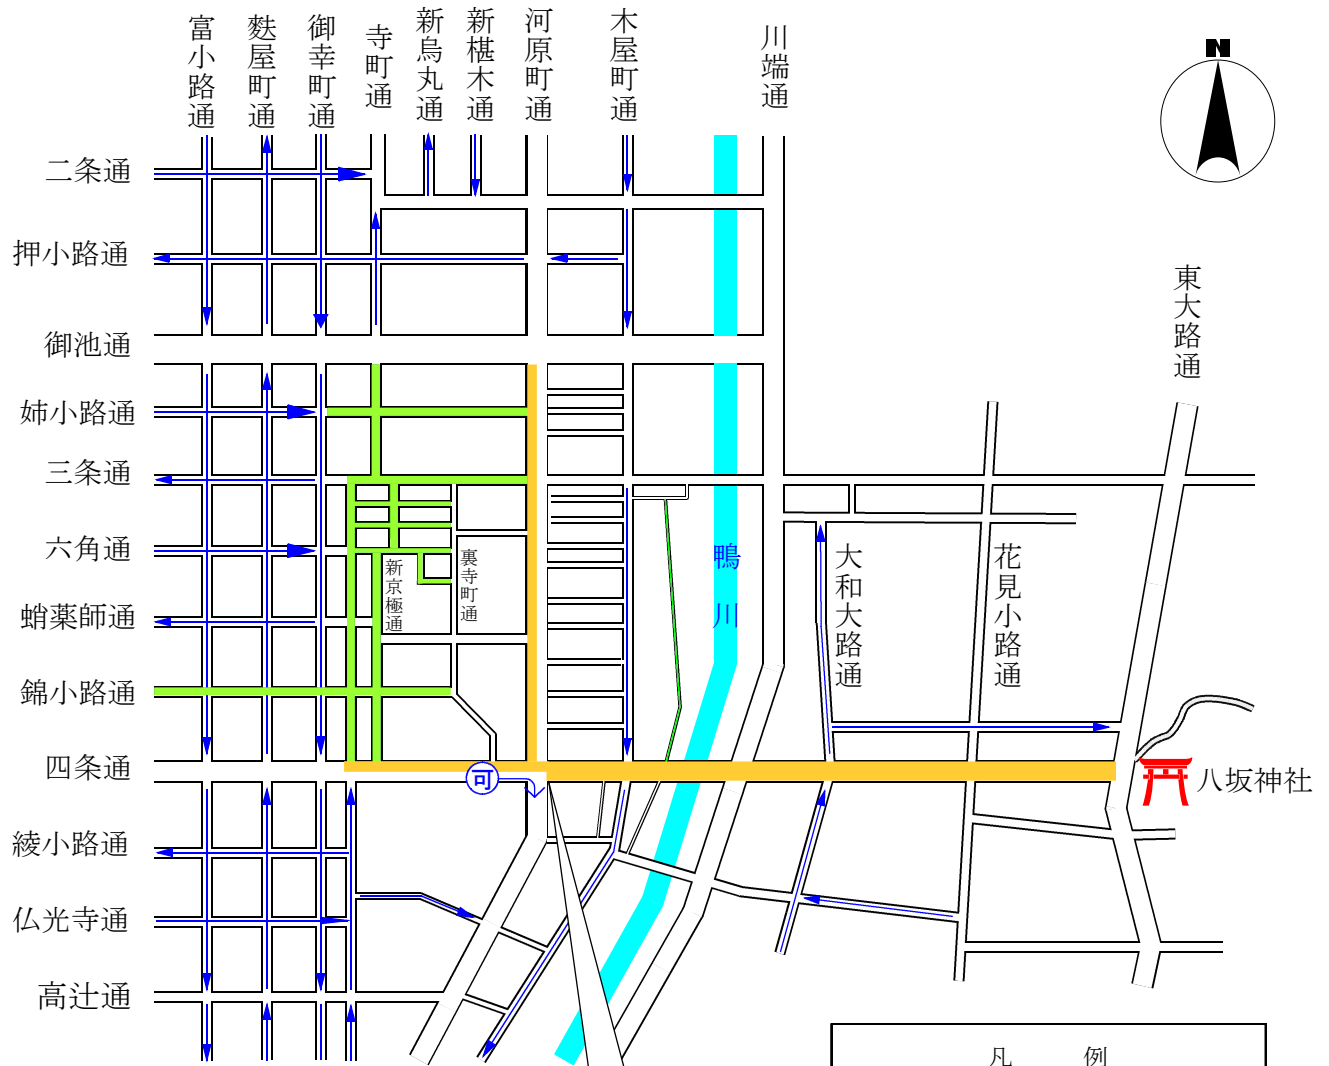 富小路通
麩屋町通
御幸町通
寺町通
新烏丸通
新椹木通
河原町通
木屋町通
川端通
N
二条通
押小路通
御池通
姉小路通
三条通
六角通
蛸薬師通
錦小路通
四条通
綾小路通
仏光寺通
高辻通
新京極通
裏寺町通
鴨川
大和大路通
花見小路通
東大路通
可
八坂神社
凡 例